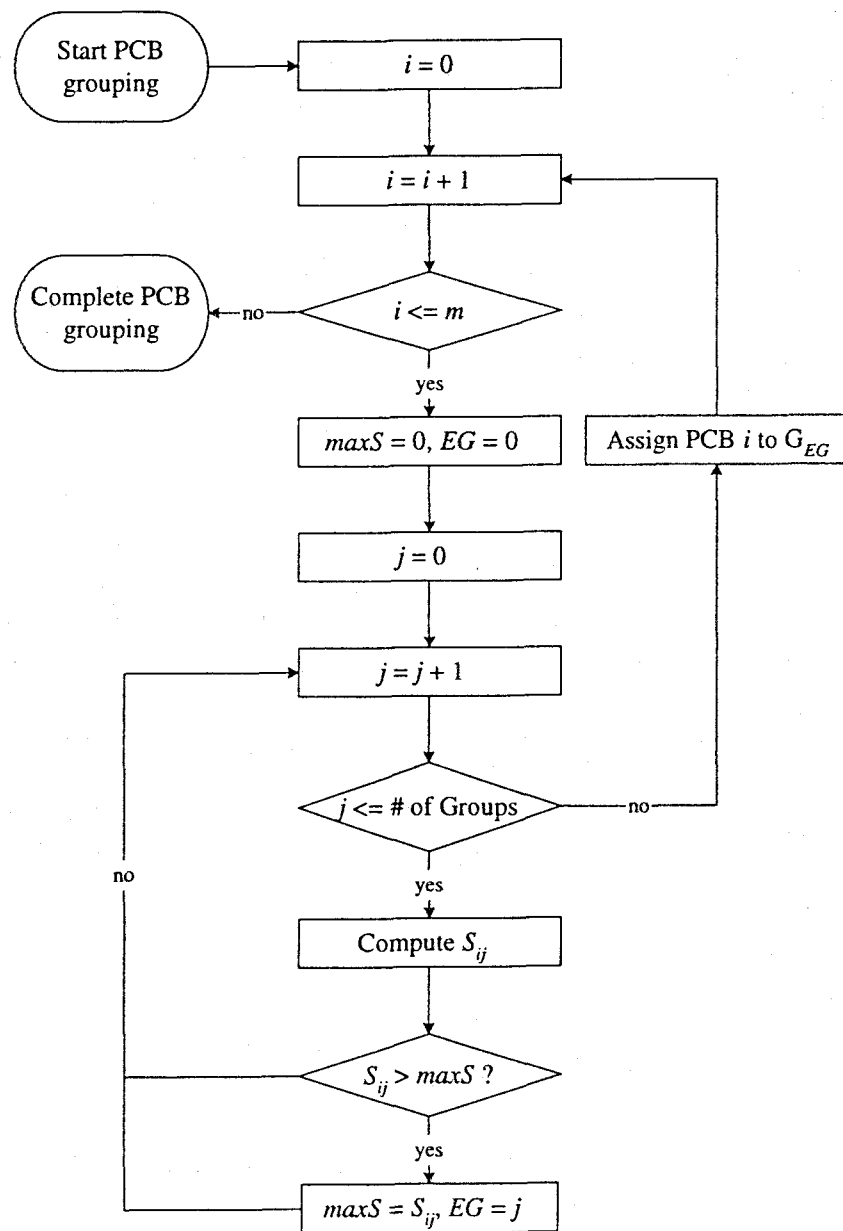 Start PCB
grouping
i = 0
i = i + 1
Complete PCB
grouping
no
i <= m
yes
maxS = 0, EG = 0
Assign PCB i to G_EG
j = 0
j = j + 1
j <= # of Groups
no
no
yes
Compute S_ij
S_ij > maxS ?
yes
maxS = S_ij, EG = j